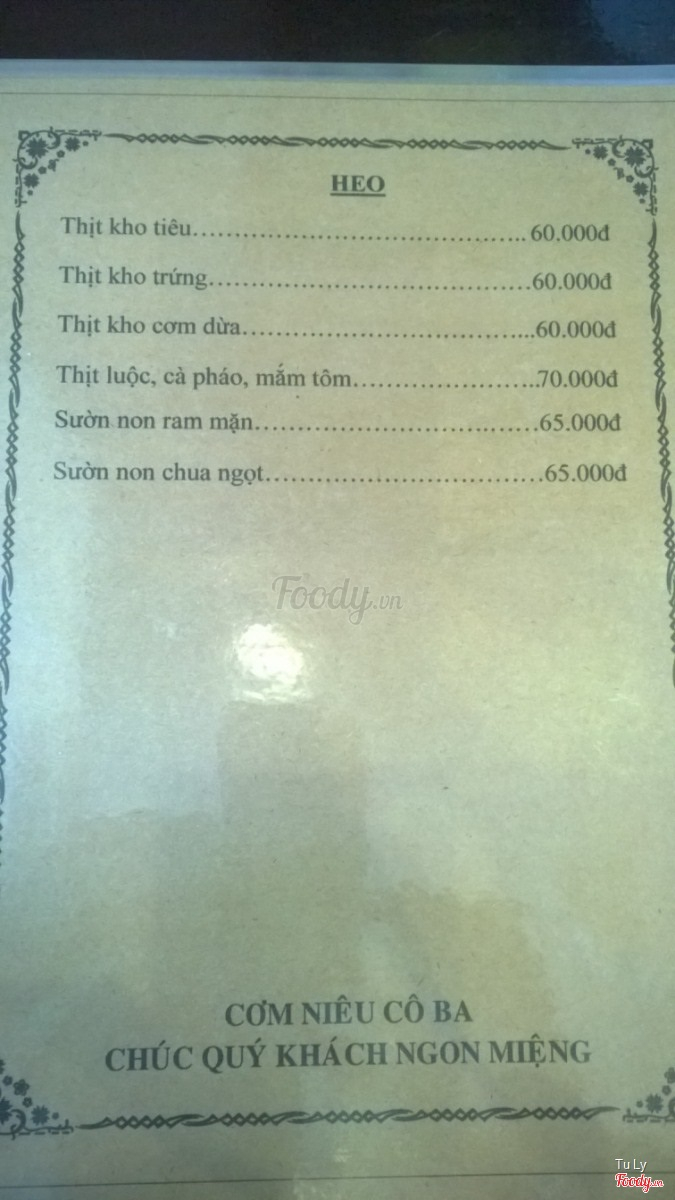 HEO
Thịt kho tiêu…………………………………….. 60.000đ
Thịt kho trứng…………………………………….60.000đ
Thịt kho cơm dừa………………………………...60.000đ
Thịt luộc, cà pháo, mắm tôm……………………..70.000đ
Sườn non ram mặn……………………………….65.000đ
Sườn non chua ngọt………………………………65.000đ
Foody.vn
CƠM NIÊU CÔ BA
CHÚC QUÝ KHÁCH NGON MIỆNG
Tu Ly
Foody.vn